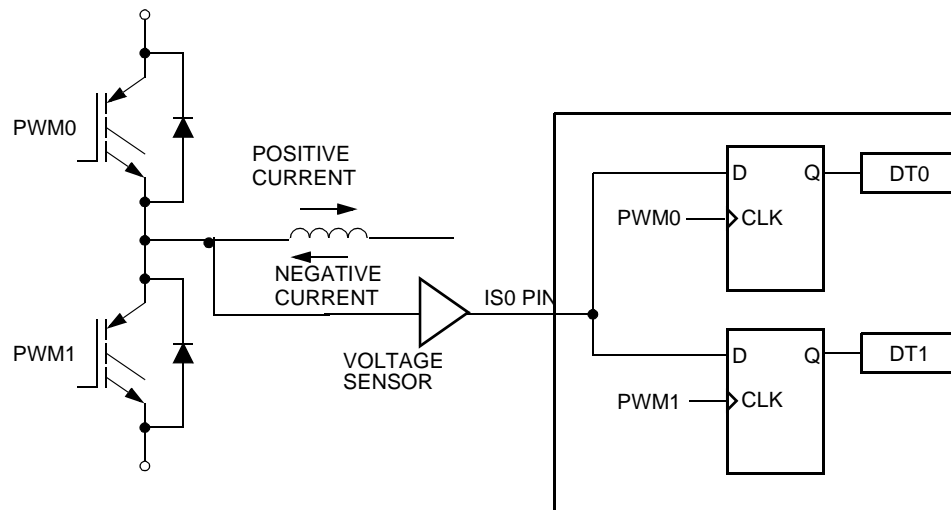 PWM0
POSITIVE
CURRENT
NEGATIVE
CURRENT
PWM1
VOLTAGE
SENSOR
IS0 PIN
D
Q
DT0
PWM0
CLK
D
Q
DT1
PWM1
CLK